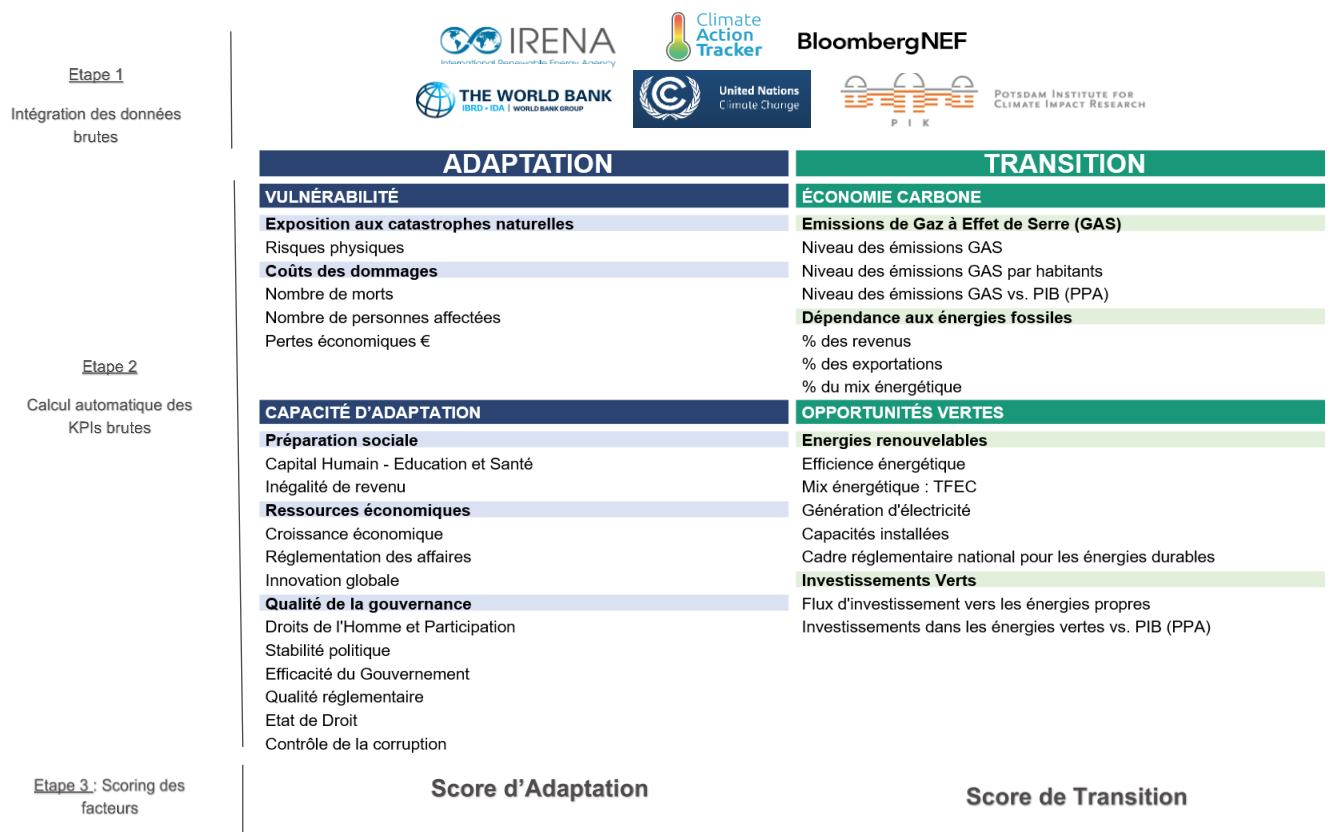 IRENA
International Renewable Energy Agency
Climate
Action
Tracker
BloombergNEF
THE WORLD BANK
IBRD • IDA | WORLD BANK GROUP
United Nations
Climate Change
PIK
POTSDAM INSTITUTE FOR
CLIMATE IMPACT RESEARCH
Etape 1
Intégration des données
brutes
ADAPTATION
VULNÉRABILITÉ
Exposition aux catastrophes naturelles
Risques physiques
Coûts des dommages
Nombre de morts
Nombre de personnes affectées
Pertes économiques €
CAPACITÉ D'ADAPTATION
Préparation sociale
Capital Humain - Education et Santé
Inégalité de revenu
Ressources économiques
Croissance économique
Réglementation des affaires
Innovation globale
Qualité de la gouvernance
Droits de l'Homme et Participation
Stabilité politique
Efficacité du Gouvernement
Qualité réglementaire
Etat de Droit
Contrôle de la corruption
TRANSITION
ÉCONOMIE CARBONE
Emissions de Gaz à Effet de Serre (GAS)
Niveau des émissions GAS
Niveau des émissions GAS par habitants
Niveau des émissions GAS vs. PIB (PPA)
Dépendance aux énergies fossiles
% des revenus
% des exportations
% du mix énergétique
OPPORTUNITÉS VERTES
Energies renouvelables
Efficience énergétique
Mix énergétique : TFEC
Génération d'électricité
Capacités installées
Cadre réglementaire national pour les énergies durables
Investissements Verts
Flux d'investissement vers les énergies propres
Investissements dans les énergies vertes vs. PIB (PPA)
Etape 2
Calcul automatique des
KPIs brutes
Etape 3 : Scoring des
facteurs
Score d'Adaptation
Score de Transition